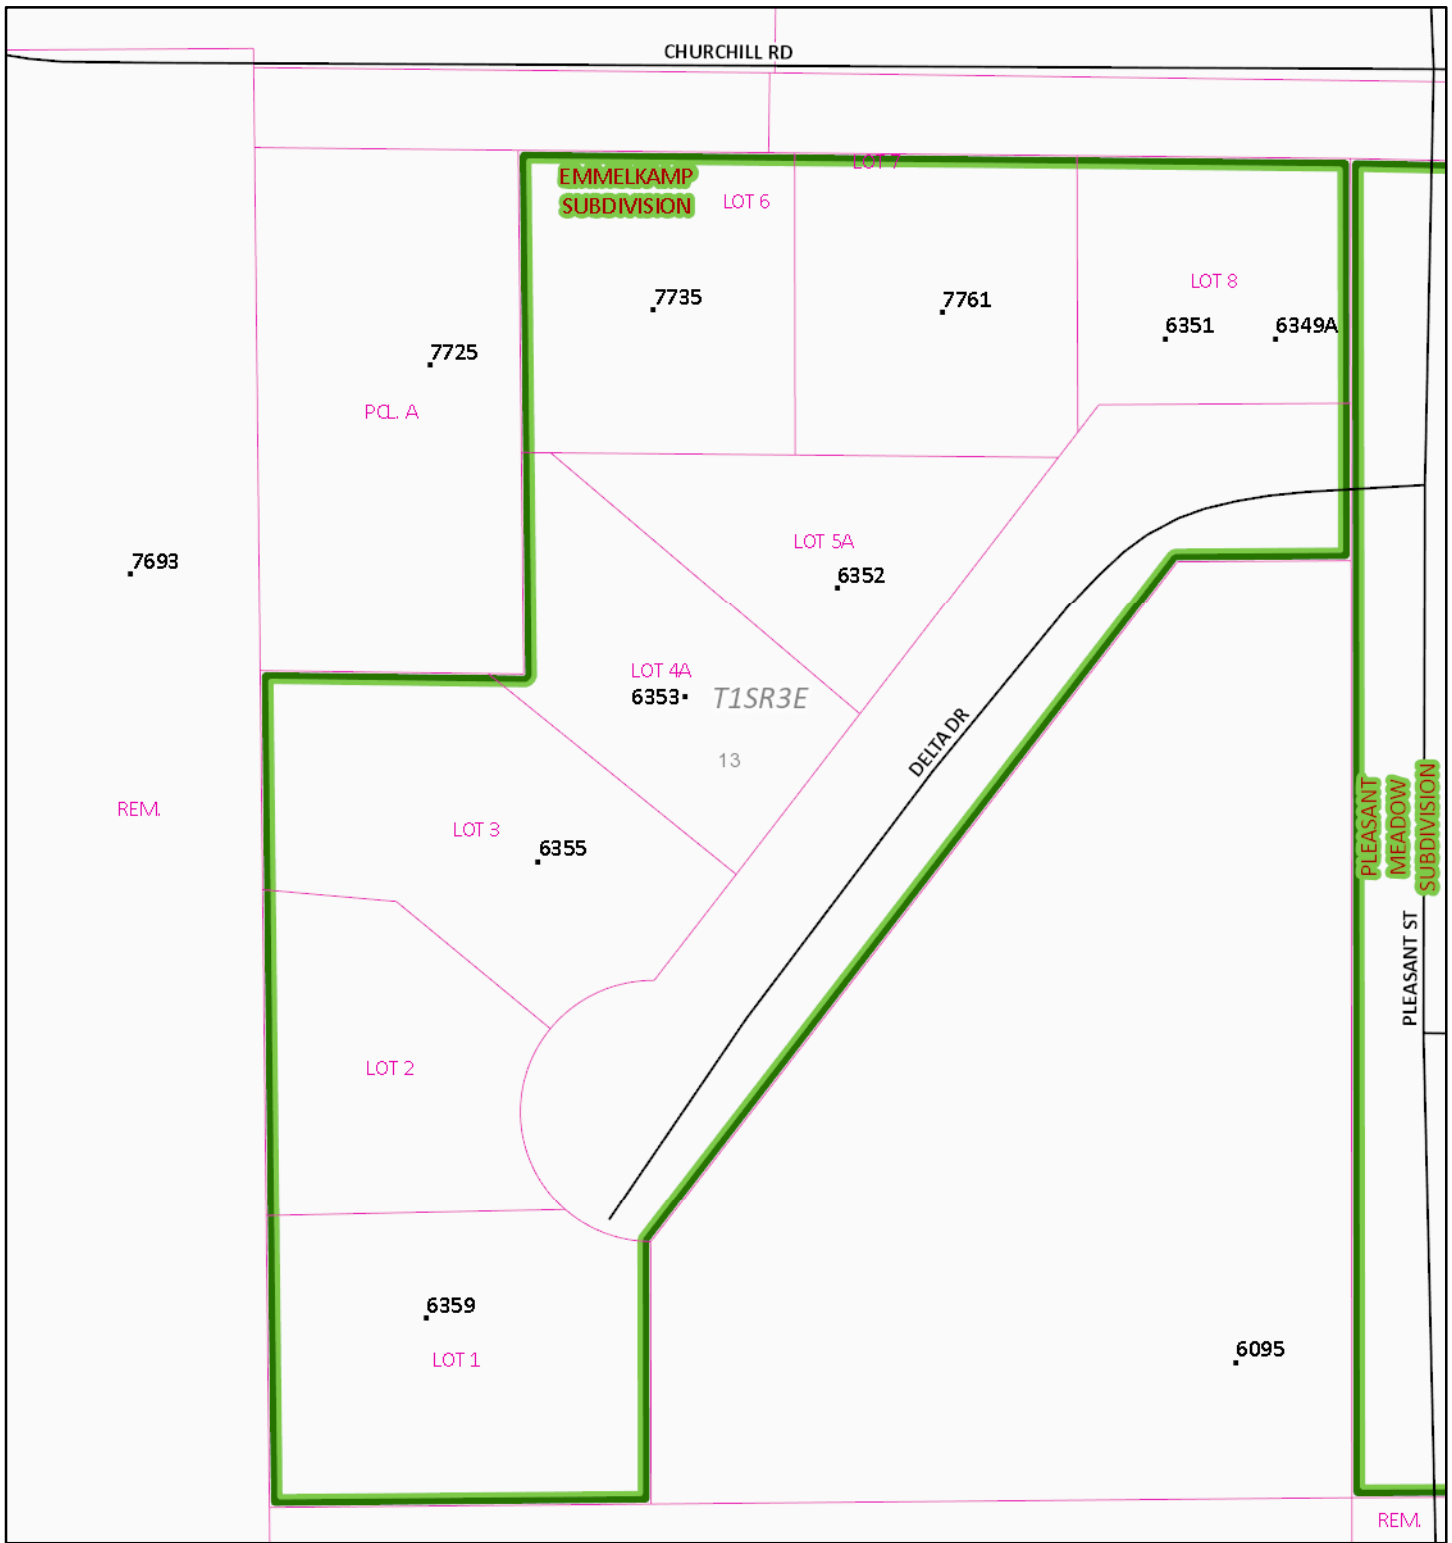 CHURCHILL RD
LOT 7
EMMELKAMP
SUBDIVISION
LOT 6
LOT 8
7735
7761
6351
6349A
7725
PCL. A
LOT 5A
7693
6352
LOT 4A
6353
T1SR3E
13
DELTA DR
REM.
LOT 3
6355
PLEASANT
MEADOW
SUBDIVISION
PLEASANT ST
LOT 2
6359
LOT 1
6095
REM.